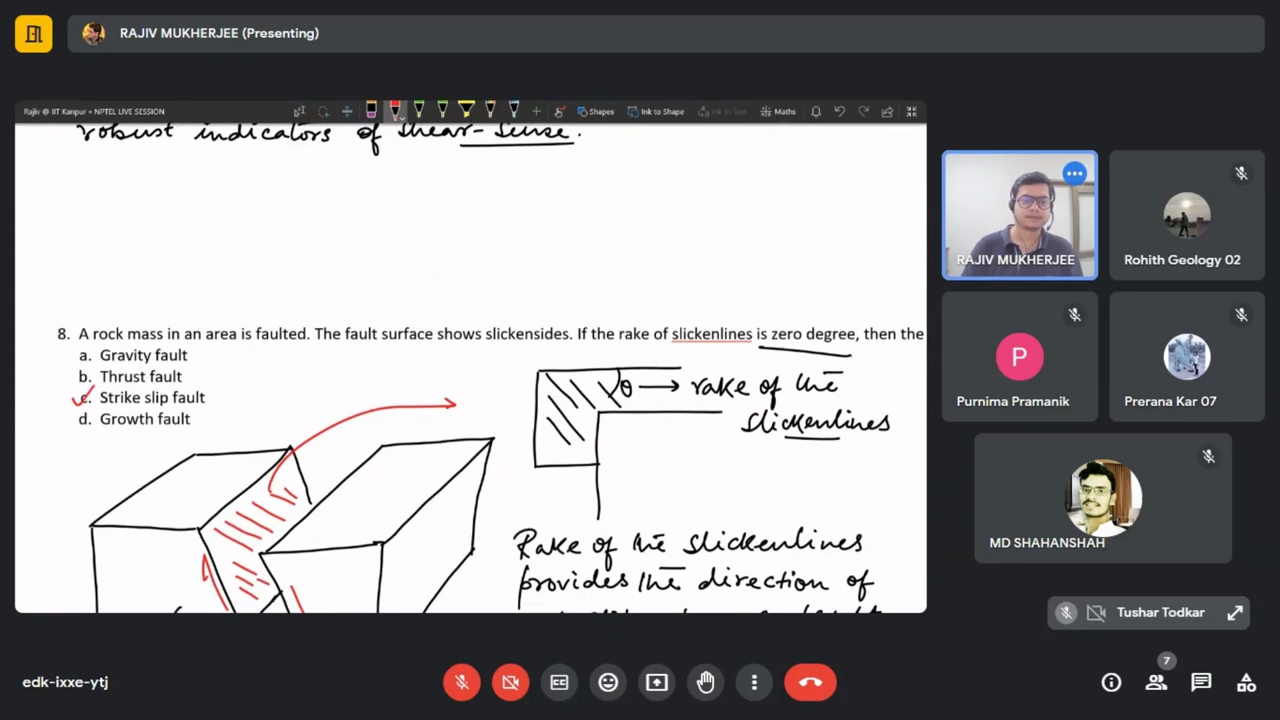 RAJIV MUKHERJEE (Presenting)
Rajiv @ IIT Kanpur = NPTEL LIVE SESSION
Shapes
Ink to Shape
Ink to Text
Maths
robust indicators of shear-sense.
8. A rock mass in an area is faulted. The fault surface shows slickensides. If the rake of slickenlines is zero degree, then the
a. Gravity fault
b. Thrust fault
c. Strike slip fault
d. Growth fault
θ → rake of the
slickenlines
Rake of the slickenlines
provides the direction of
RAJIV MUKHERJEE
Rohith Geology 02
P
Purnima Pramanik
Prerana Kar 07
MD SHAHANSHAH
Tushar Todkar
edk-ixxe-ytj
7